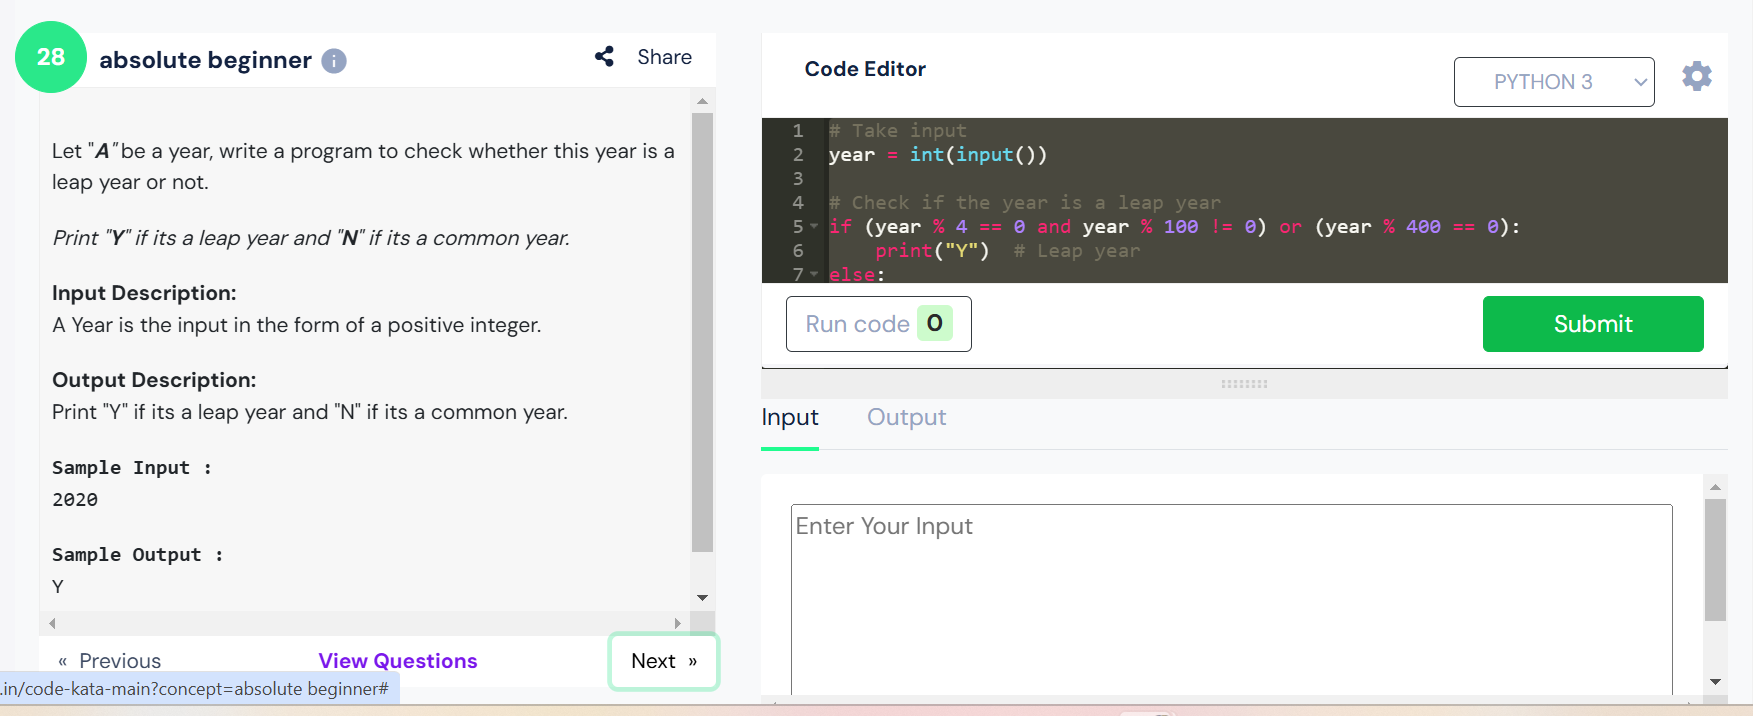 28
absolute beginner
Share
Let "A" be a year, write a program to check whether this year is a
leap year or not.
Print "Y" if its a leap year and "N" if its a common year.
Input Description:
A Year is the input in the form of a positive integer.
Output Description:
Print "Y" if its a leap year and "N" if its a common year.
Sample Input :
2020
Sample Output :
Y
« Previous
View Questions
Next »
.in/code-kata-main?concept=absolute beginner#
Code Editor
PYTHON 3
1 # Take input
2 year = int(input())
3
4 # Check if the year is a leap year
5 if (year % 4 == 0 and year % 100 != 0) or (year % 400 == 0):
6     print("Y")  # Leap year
7 else:
Run code 0
Submit
Input
Output
Enter Your Input